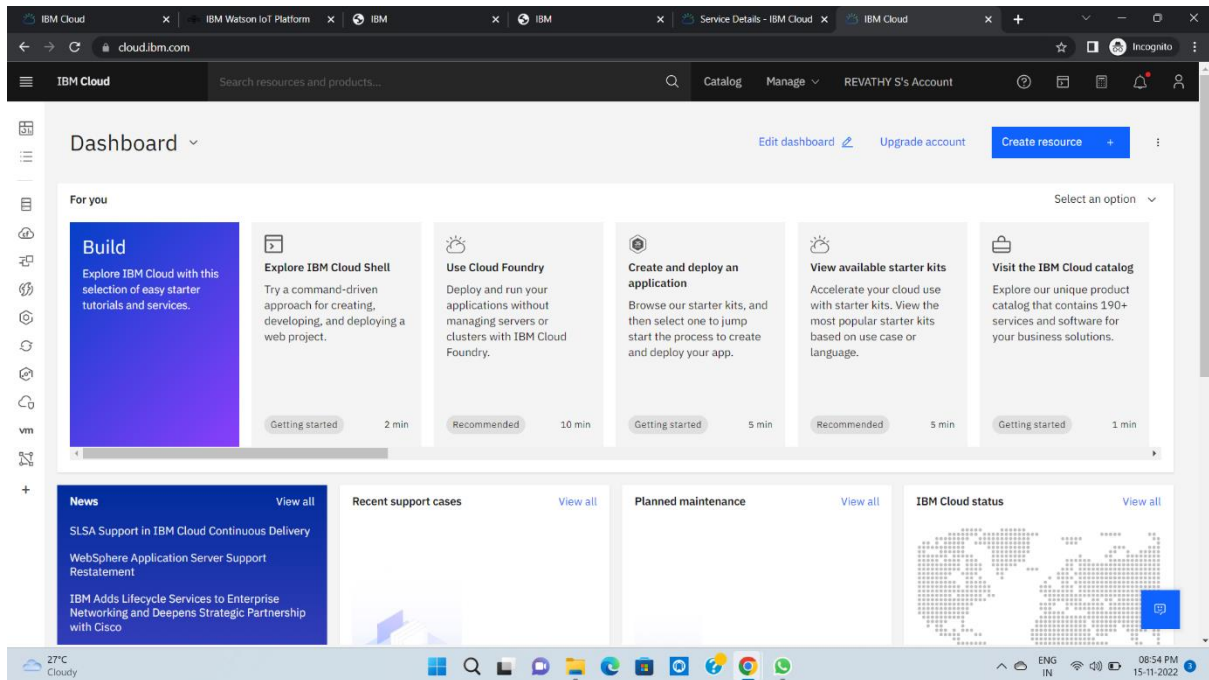 IBM Cloud
IBM Watson IoT Platform
IBM
IBM
Service Details - IBM Cloud
IBM Cloud
cloud.ibm.com
Incognito
IBM Cloud
Search resources and products...
Catalog
Manage
REVATHY S's Account
Dashboard
Edit dashboard
Upgrade account
Create resource +
For you
Select an option
Build
Explore IBM Cloud with this
selection of easy starter
tutorials and services.
Explore IBM Cloud Shell
Try a command-driven
approach for creating,
developing, and deploying a
web project.
Getting started
2 min
Use Cloud Foundry
Deploy and run your
applications without
managing servers or
clusters with IBM Cloud
Foundry.
Recommended
10 min
Create and deploy an
application
Browse our starter kits, and
then select one to jump
start the process to create
and deploy your app.
Getting started
5 min
View available starter kits
Accelerate your cloud use
with starter kits. View the
most popular starter kits
based on use case or
language.
Recommended
5 min
Visit the IBM Cloud catalog
Explore our unique product
catalog that contains 190+
services and software for
your business solutions.
Getting started
1 min
vm
News
View all
SLSA Support in IBM Cloud Continuous Delivery
WebSphere Application Server Support
Restatement
IBM Adds Lifecycle Services to Enterprise
Networking and Deepens Strategic Partnership
with Cisco
Recent support cases
View all
Planned maintenance
View all
IBM Cloud status
View all
27°C
Cloudy
ENG
IN
08:54 PM
15-11-2022
3